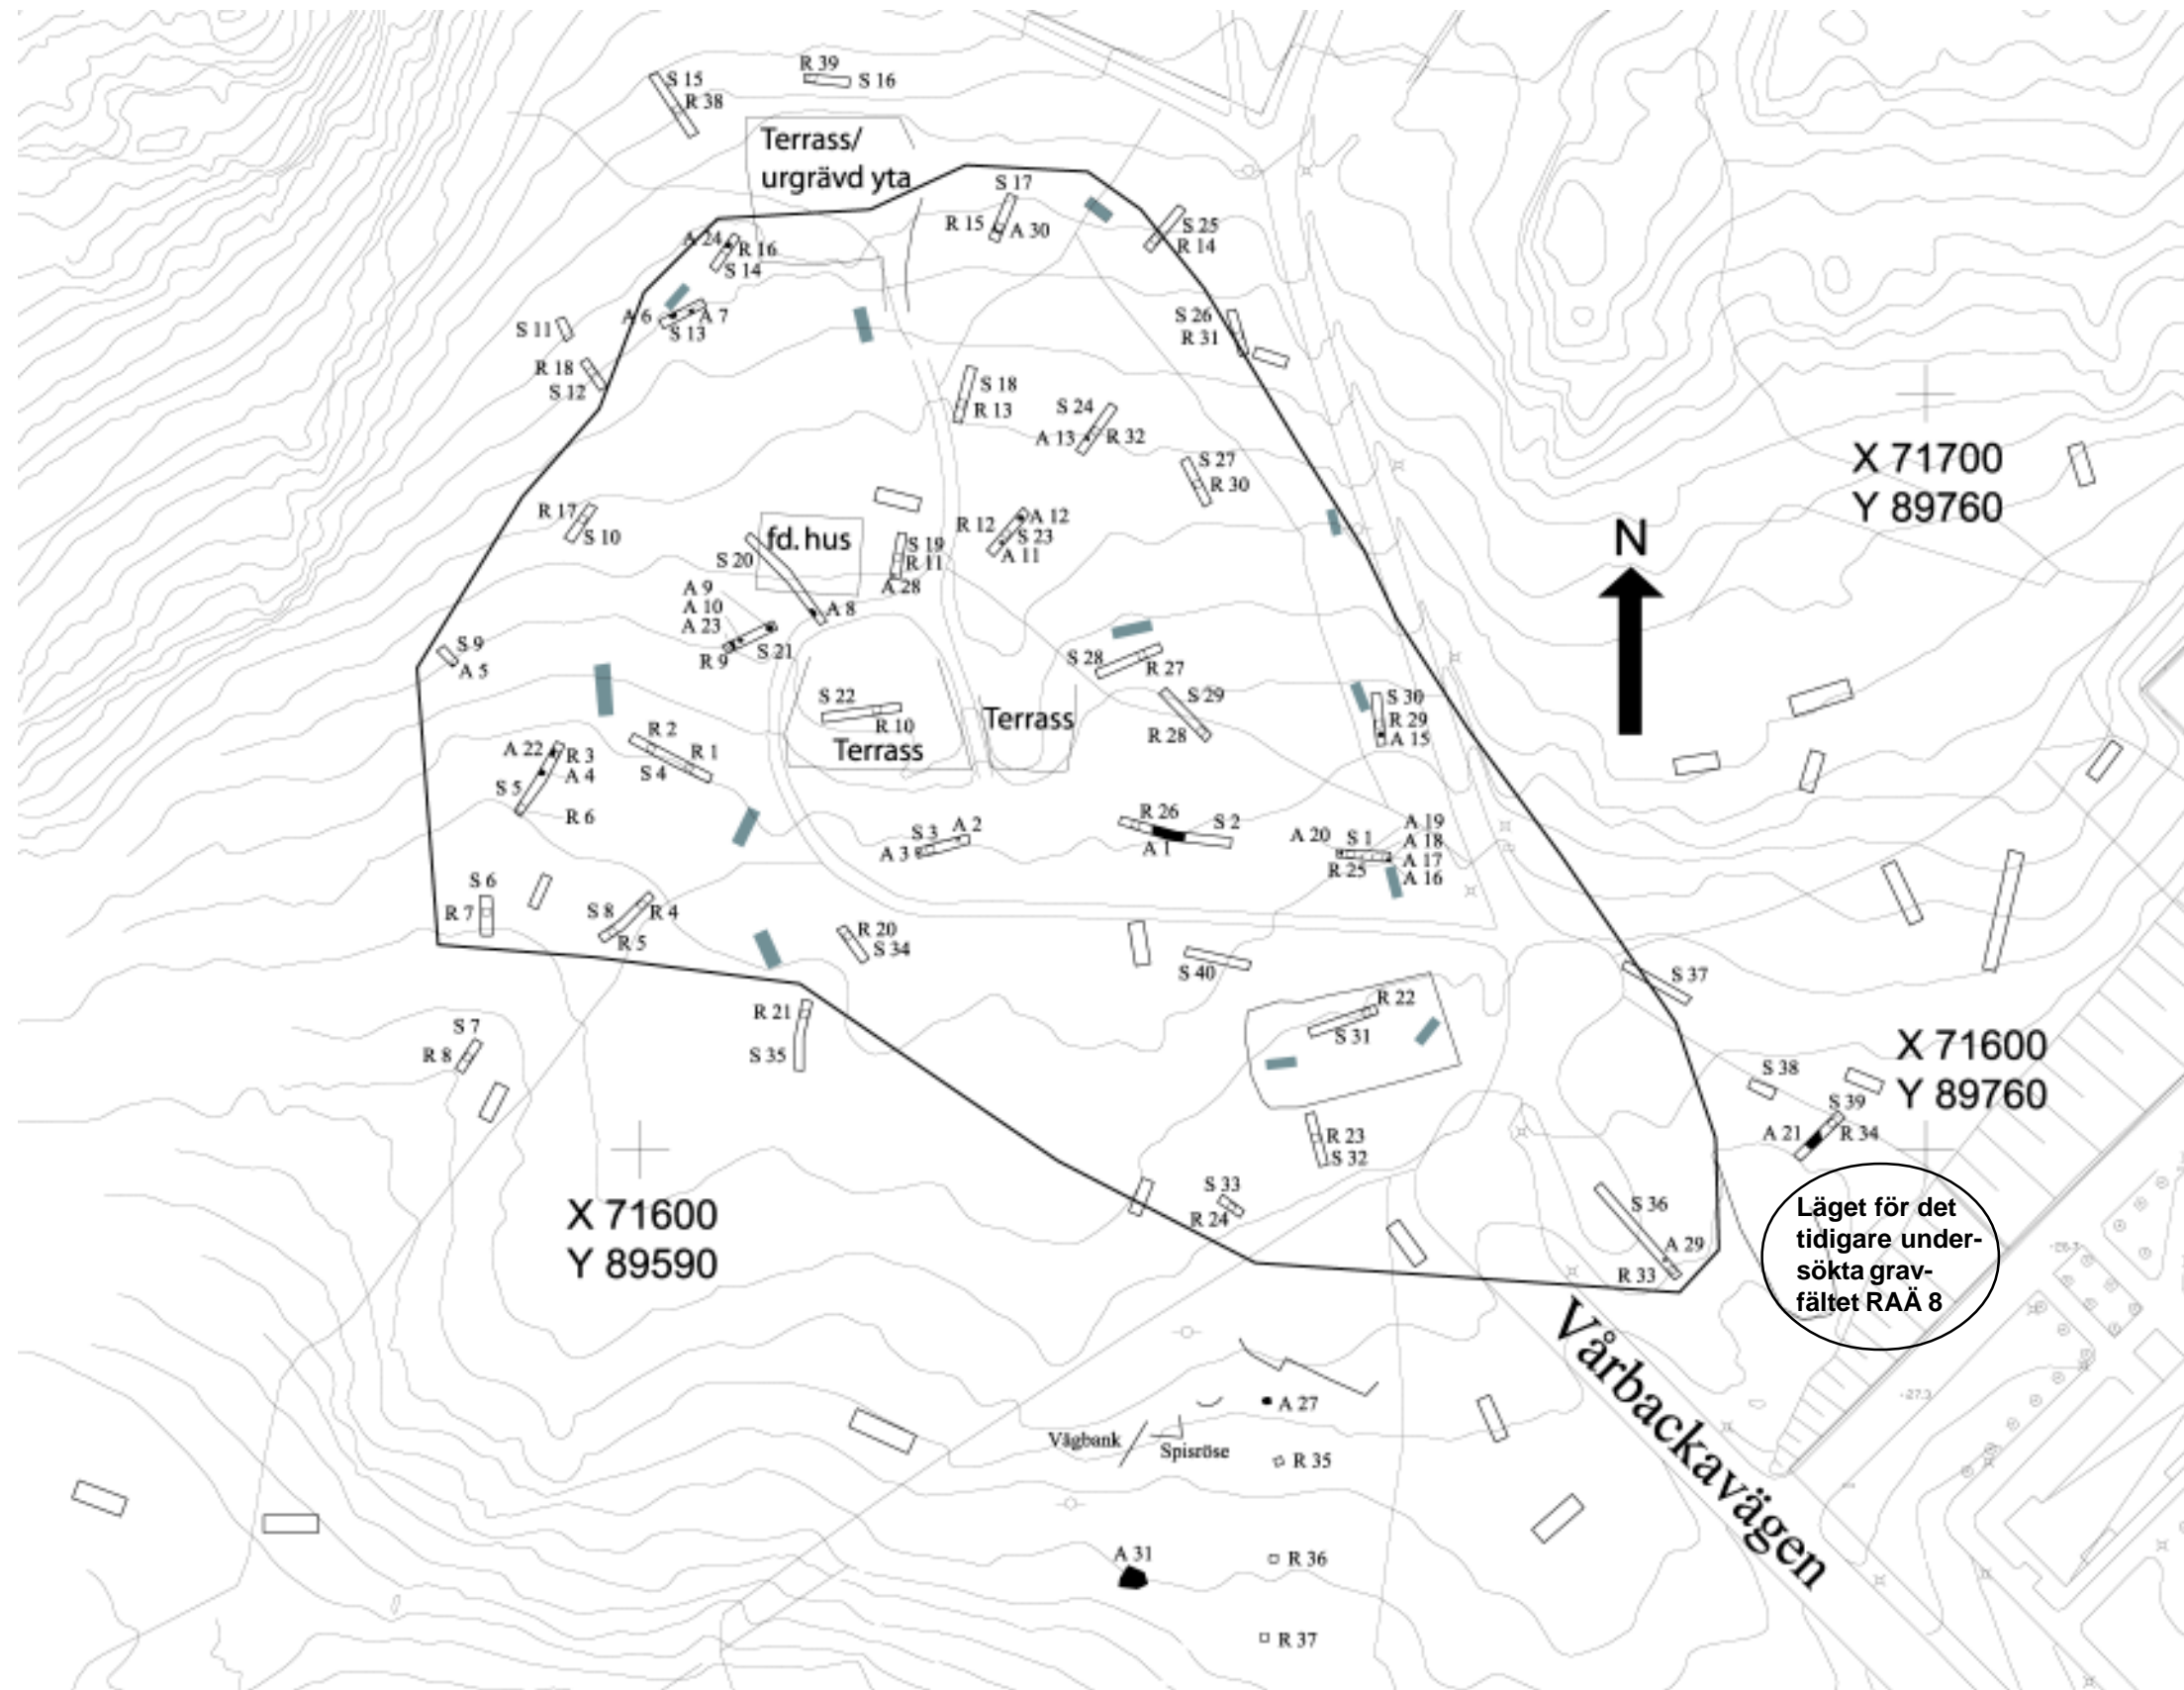 R 39
S 15
S 16
R 38
Terrass/
urgrävd yta
S 17
R 15
A 30
S 25
R 14
A 24
R 16
S 14
A 6
A 7
S 13
S 11
R 18
S 12
S 26
R 31
S 18
R 13
S 24
A 13
R 32
S 27
R 30
X 71700
Y 89760
N
R 17
S 10
fd. hus
S 20
S 19
R 11
A 28
R 12
A 12
S 23
A 11
A 9
A 10
A 23
A 8
R 9
S 21
S 9
A 5
S 28
R 27
S 22
R 10
Terrass
Terrass
S 29
R 28
S 30
R 29
A 15
R 2
R 1
S 4
A 22
R 3
A 4
S 5
R 6
S 3
A 2
A 3
R 26
S 2
A 1
A 20
S 1
R 25
A 19
A 18
A 17
A 16
S 6
R 7
S 8
R 4
R 5
R 20
S 34
S 40
S 37
R 22
S 31
R 21
S 35
S 7
R 8
X 71600
Y 89760
S 38
S 39
A 21
R 34
R 23
S 32
S 33
R 24
S 36
A 29
R 33
X 71600
Y 89590
Läget för det
tidigare under-
sökta grav-
fältet RAÄ 8
Vårbackavägen
A 27
Vägbank
Spisröse
R 35
A 31
R 36
R 37
-27.3